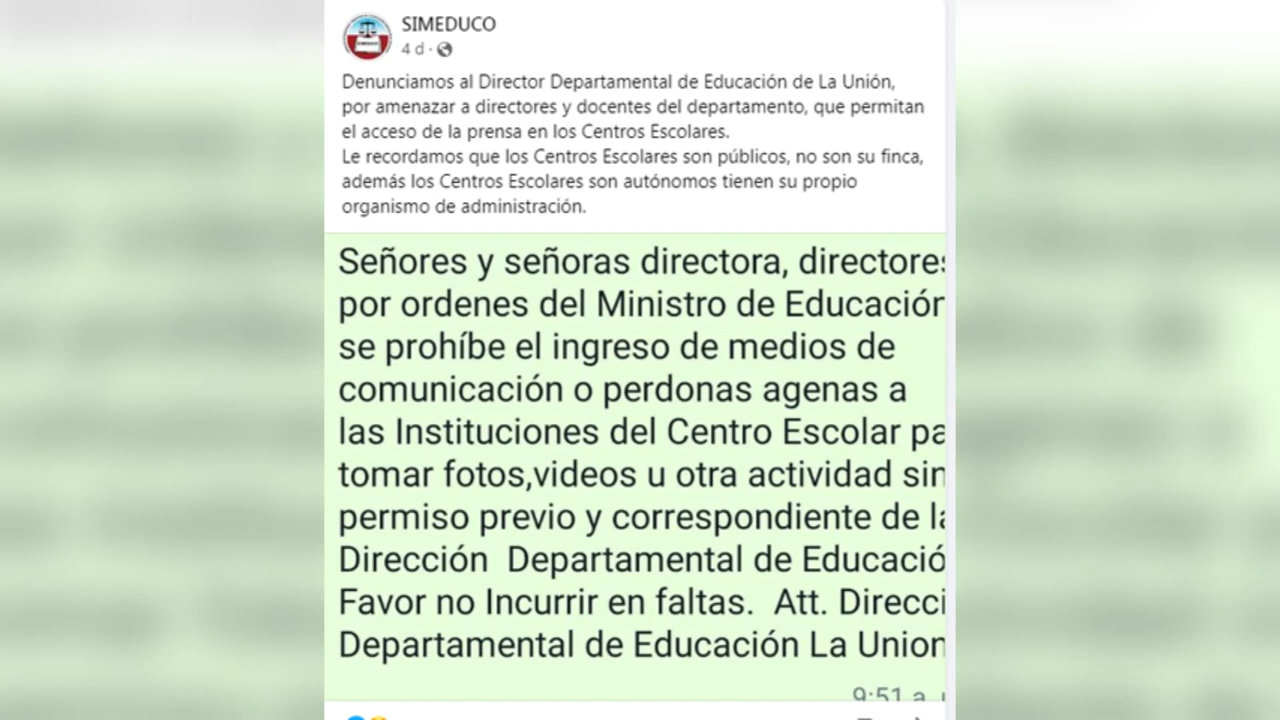 SIMEDUCO
4 d
Denunciamos al Director Departamental de Educación de La Unión,
por amenazar a directores y docentes del departamento, que permitan
el acceso de la prensa en los Centros Escolares.
Le recordamos que los Centros Escolares son públicos, no son su finca,
además los Centros Escolares son autónomos tienen su propio
organismo de administración.
Señores y señoras directora, directores
por ordenes del Ministro de Educación
se prohíbe el ingreso de medios de
comunicación o perdonas agenas a
las Instituciones del Centro Escolar pa
tomar fotos,videos u otra actividad sin
permiso previo y correspondiente de la
Dirección Departamental de Educació
Favor no Incurrir en faltas. Att. Direcci
Departamental de Educación La Union
9:51 a.